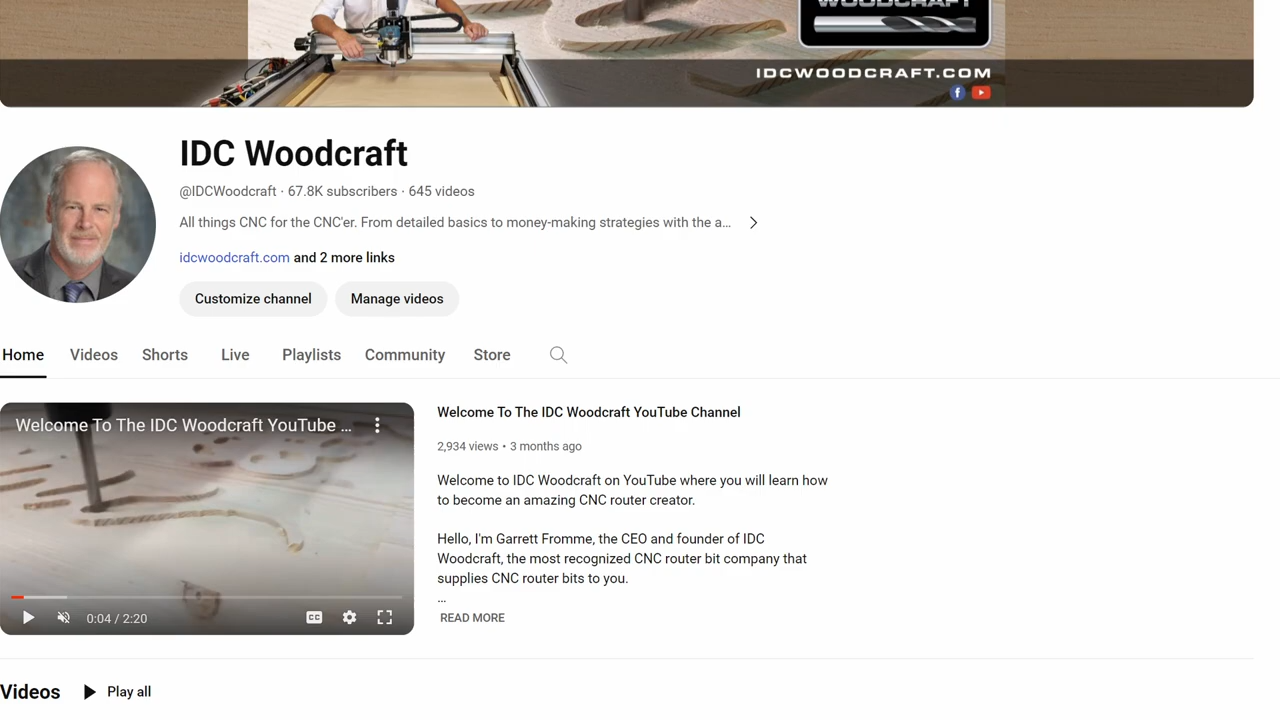 WOODCRAFT
IDCWOODCRAFT.COM
IDC Woodcraft
@IDCWoodcraft · 67.8K subscribers · 645 videos
All things CNC for the CNC'er. From detailed basics to money-making strategies with the a...
idcwoodcraft.com and 2 more links
Customize channel Manage videos
Home Videos Shorts Live Playlists Community Store
Welcome To The IDC Woodcraft YouTube ...
0:04 / 2:20
CC
Welcome To The IDC Woodcraft YouTube Channel
2,934 views • 3 months ago
Welcome to IDC Woodcraft on YouTube where you will learn how
to become an amazing CNC router creator.
Hello, I'm Garrett Fromme, the CEO and founder of IDC
Woodcraft, the most recognized CNC router bit company that
supplies CNC router bits to you.
...
READ MORE
Videos Play all